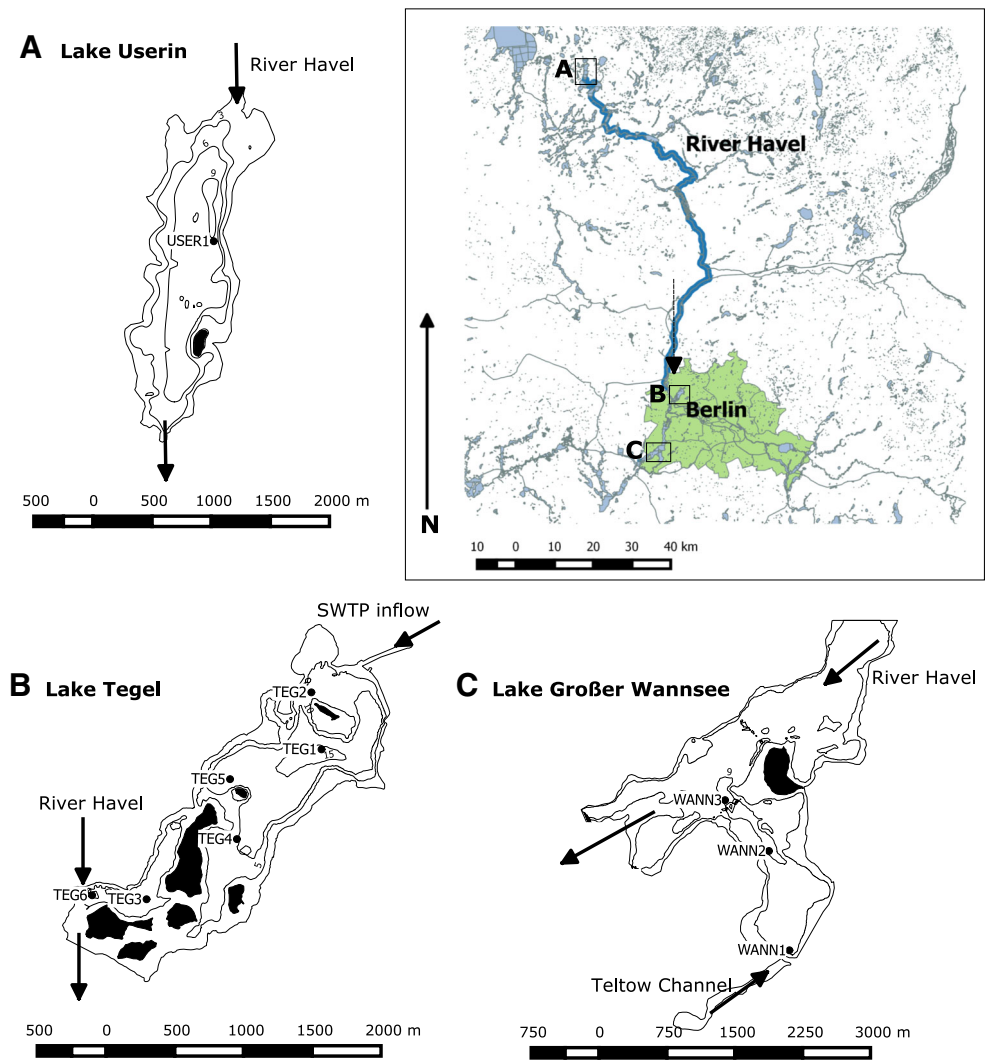 A Lake Userin
River Havel
3
6
9
USER1
500 0 500 1000 1500 2000 m
A
River Havel
B
Berlin
C
N
10 0 10 20 30 40 km
B Lake Tegel
SWTP inflow
TEG2
TEG1
15
TEG5
River Havel
TEG4
5
TEG6
TEG3
500 0 500 1000 1500 2000 m
C Lake Großer Wannsee
River Havel
9
WANN3
WANN2
WANN1
Teltow Channel
750 0 750 1500 2250 3000 m